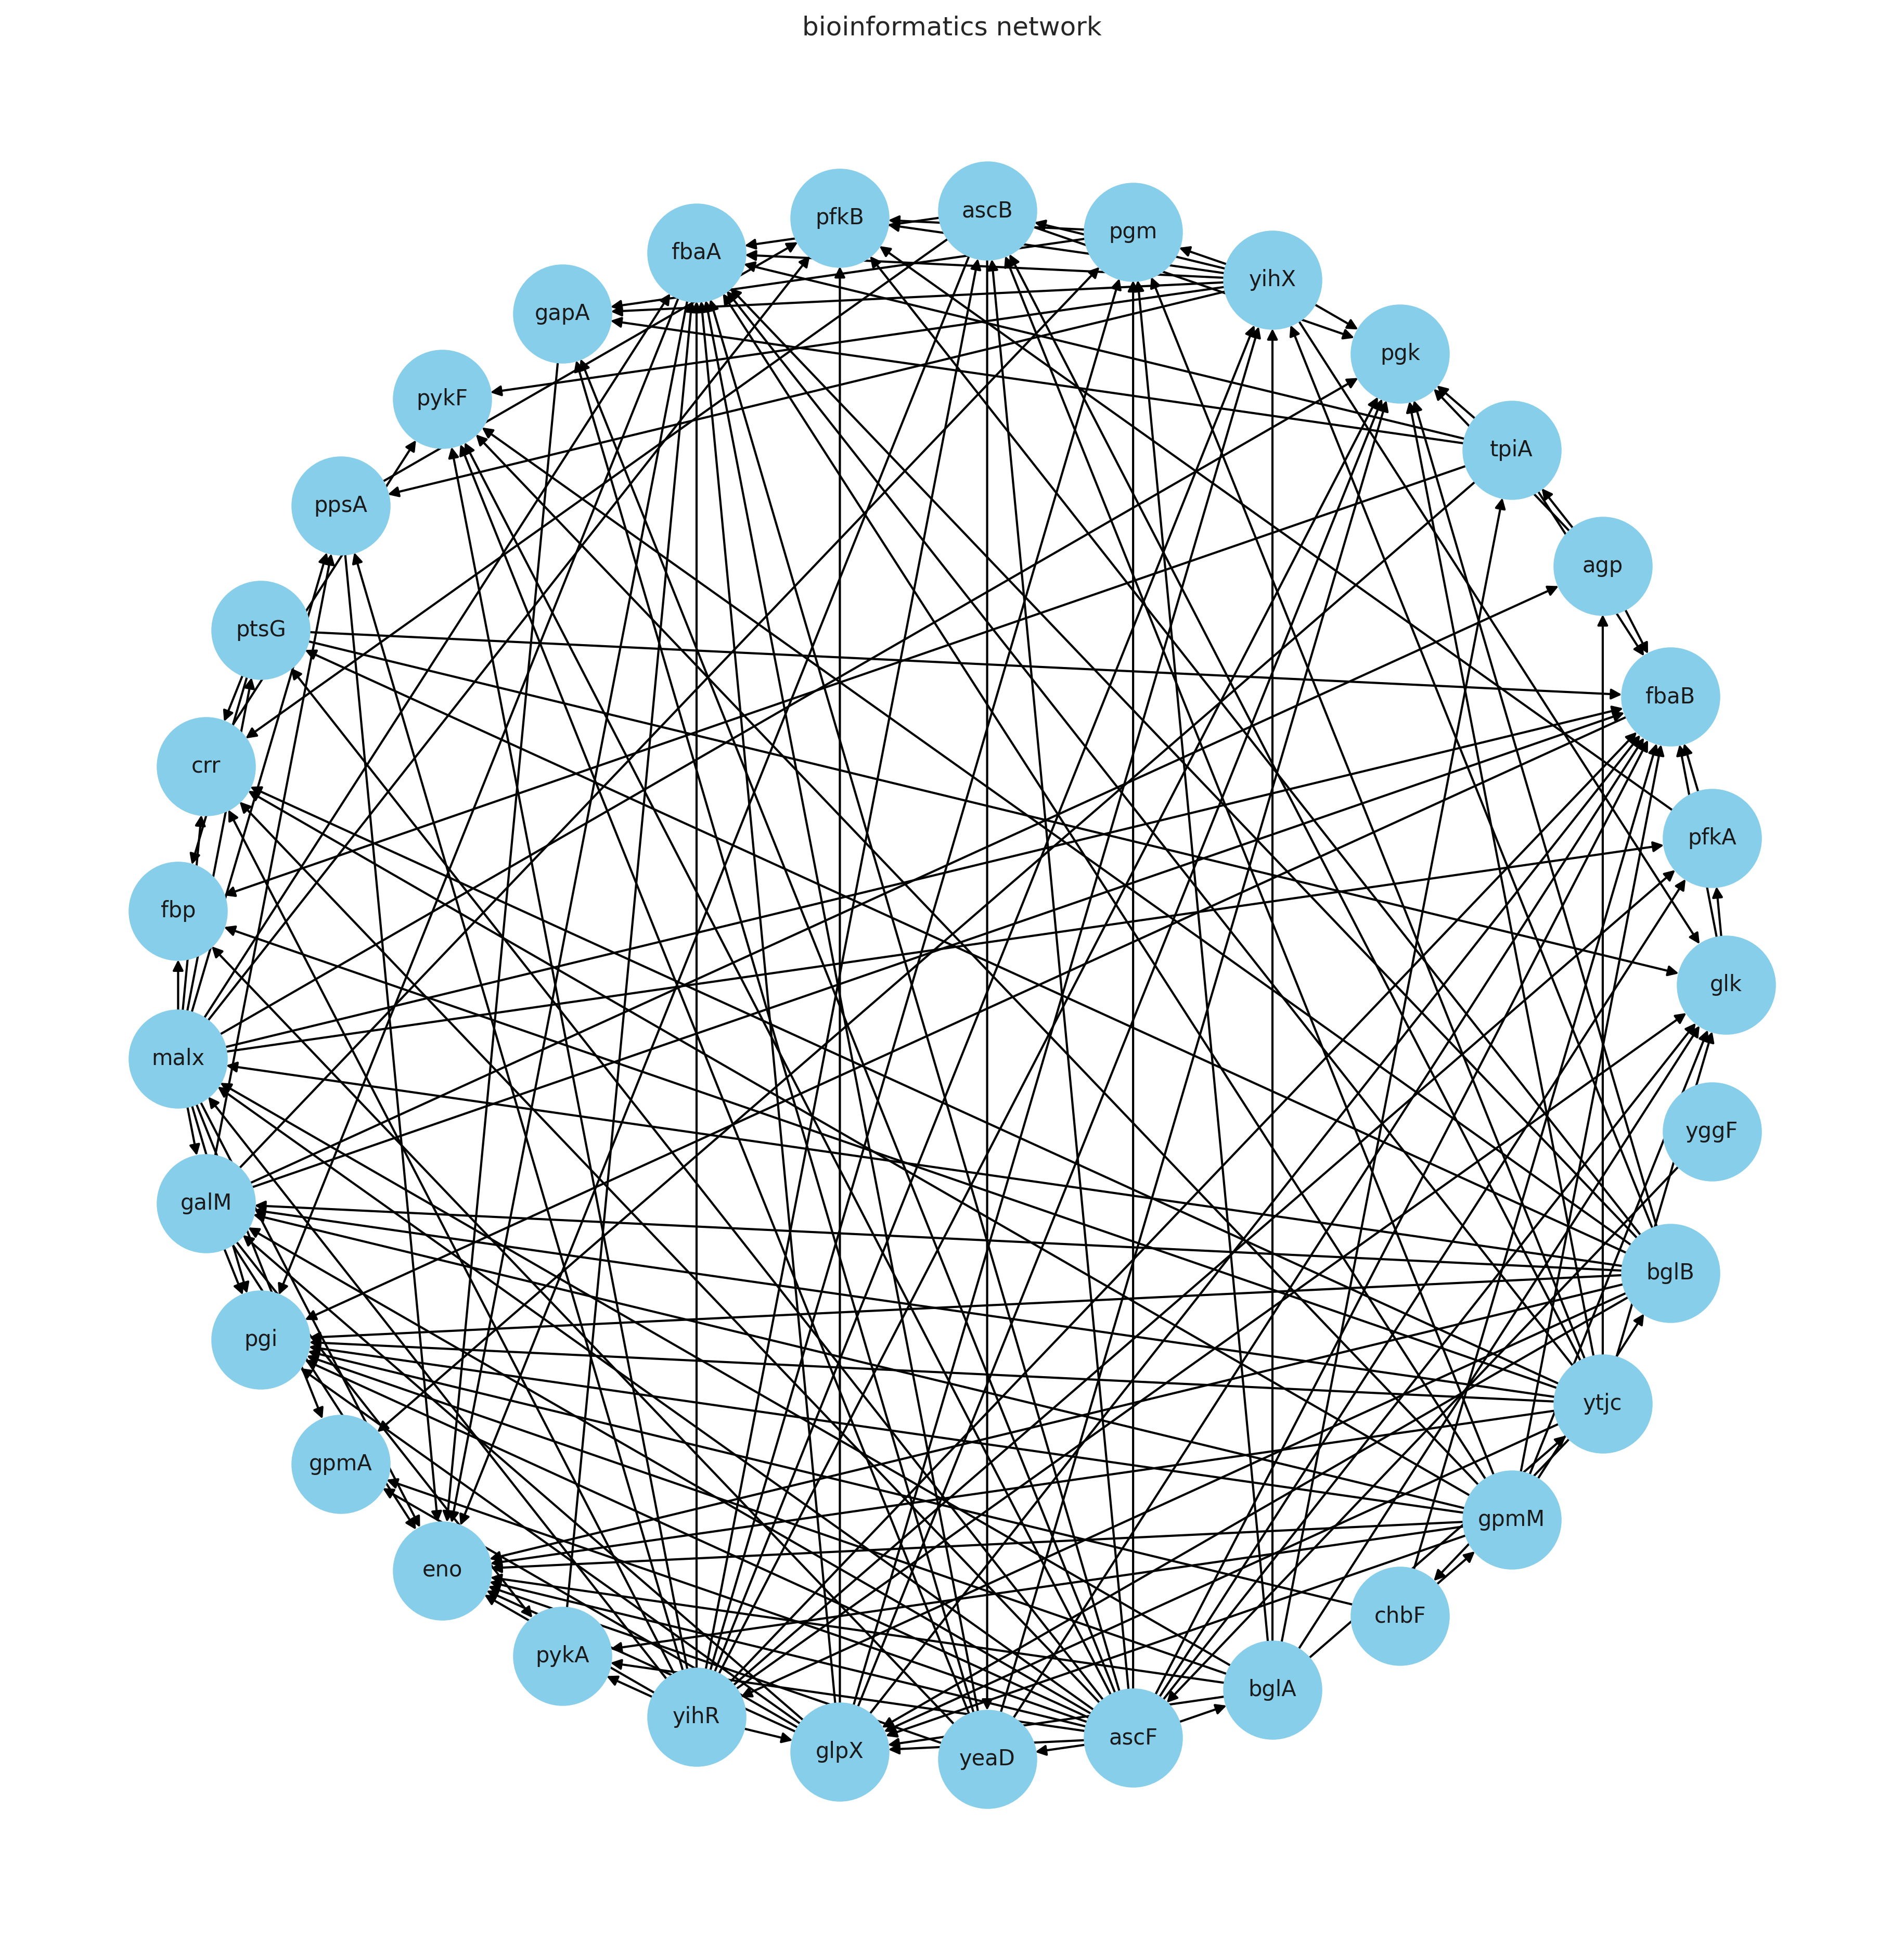 bioinformatics network
ascB
pfkB
pgm
fbaA
yihX
gapA
pgk
pykF
tpiA
ppsA
agp
ptsG
fbaB
crr
pfkA
fbp
glk
malx
yggF
galM
bglB
pgi
ytjc
gpmA
gpmM
eno
chbF
pykA
bglA
yihR
ascF
glpX
yeaD